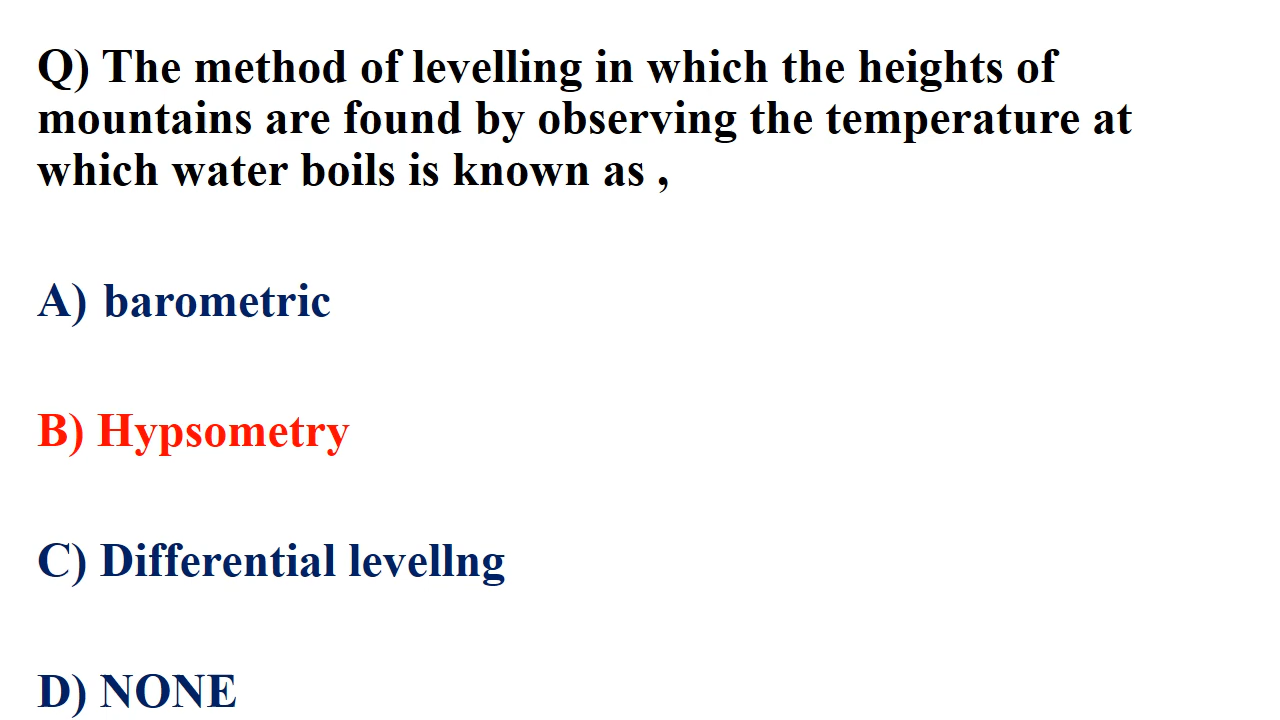 Q) The method of levelling in which the heights of
mountains are found by observing the temperature at
which water boils is known as ,
A) barometric
B) Hypsometry
C) Differential levellng
D) NONE